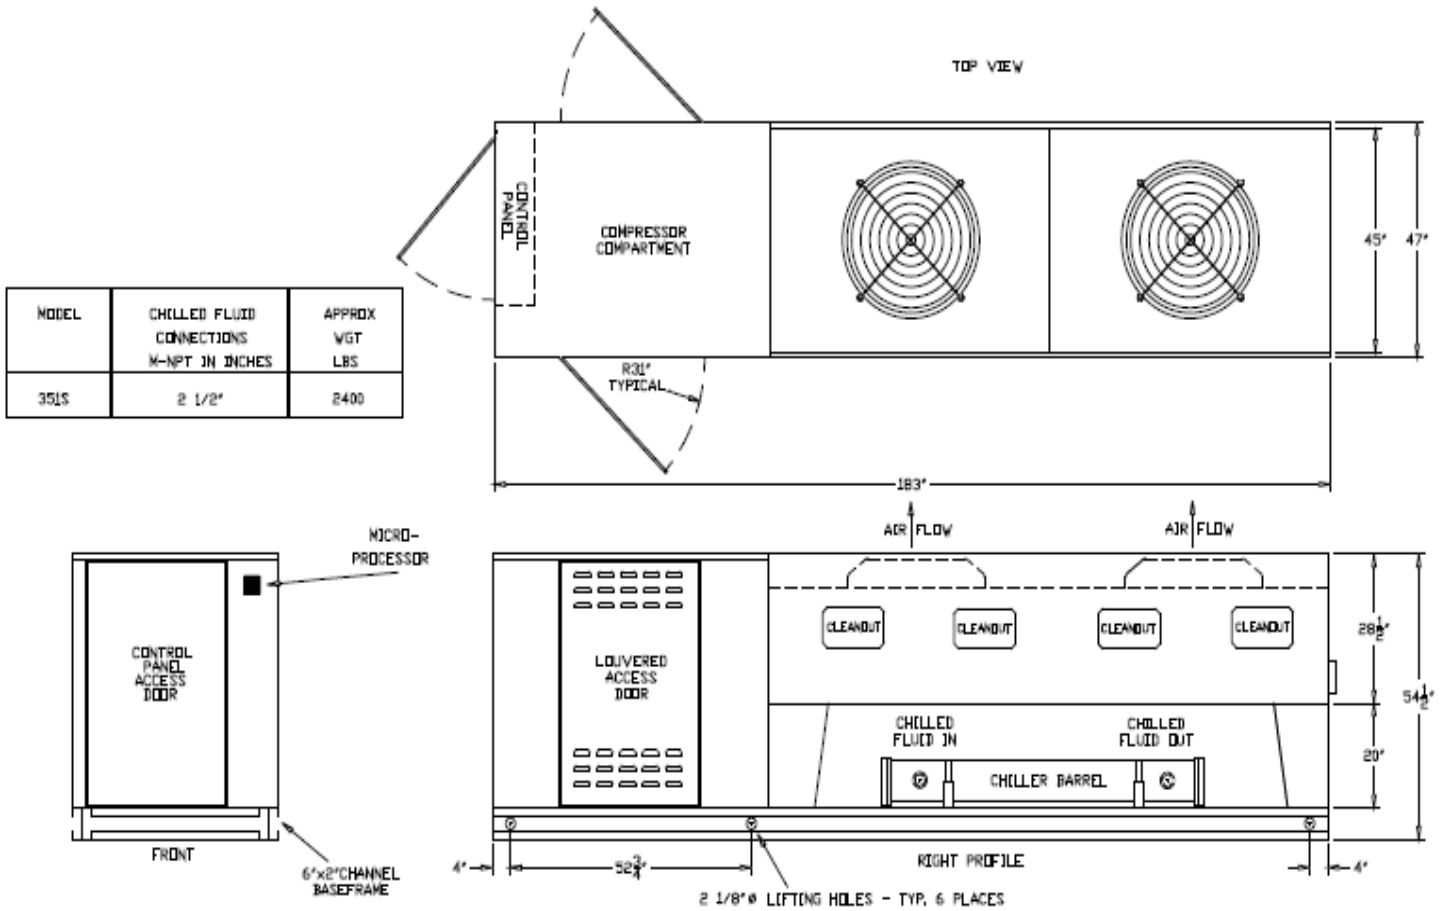 TOP VIEW
CONTROL
PANEL
COMPRESSOR
COMPARTMENT
45"
47"
R31"
TYPICAL
183"
MODEL
CHILLED FLUID
CONNECTIONS
M-NPT IN INCHES
APPROX
WGT
LBS
351S
2 1/2"
2400
MICRO-
PROCESSOR
CONTROL
PANEL
ACCESS
DOOR
FRONT
6"x2"CHANNEL
BASEFRAME
AIR FLOW
AIR FLOW
LOUVERED
ACCESS
DOOR
CLEANOUT
CLEANOUT
CLEANOUT
CLEANOUT
28 1/2"
54 1/2"
20"
CHILLED
FLUID IN
CHILLED
FLUID OUT
CHILLER BARREL
4"
52 3/4"
RIGHT PROFILE
4"
2 1/8"Ø LIFTING HOLES - TYP. 6 PLACES